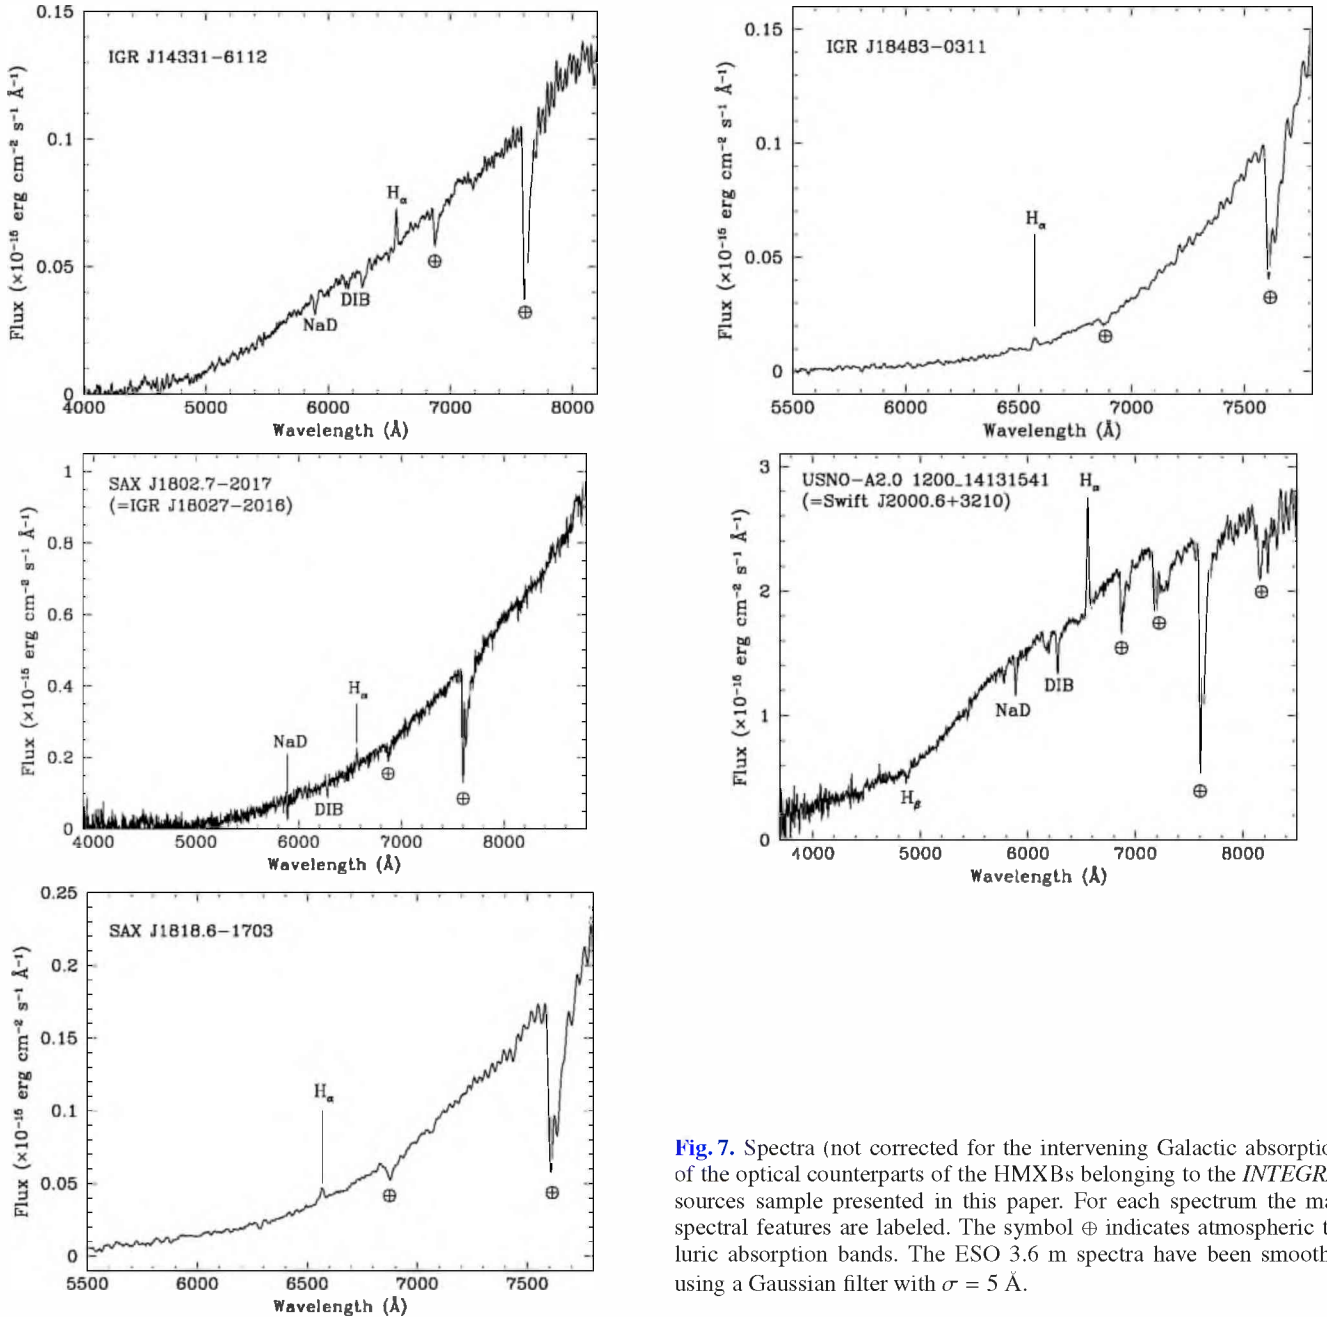 IGR J14331−6112
0.15
0.1
0.05
0
Flux (×10⁻¹⁵ erg cm⁻² s⁻¹ Å⁻¹)
Hα
⊕
DIB
NaD
⊕
4000 5000 6000 7000 8000
Wavelength (Å)
IGR J18483−0311
0.15
0.1
0.05
0
Flux (×10⁻¹⁵ erg cm⁻² s⁻¹ Å⁻¹)
Hα
⊕
⊕
5500 6000 6500 7000 7500
Wavelength (Å)
SAX J1802.7−2017
(=IGR J18027−2016)
1
0.8
0.6
0.4
0.2
0
Flux (×10⁻¹⁵ erg cm⁻² s⁻¹ Å⁻¹)
Hα
NaD
⊕
DIB
⊕
4000 5000 6000 7000 8000
Wavelength (Å)
USNO−A2.0 1200_14131541
(=Swift J2000.6+3210)
3
2
1
0
Flux (×10⁻¹⁵ erg cm⁻² s⁻¹ Å⁻¹)
Hα
⊕
⊕
⊕
DIB
NaD
Hβ
⊕
4000 5000 6000 7000 8000
Wavelength (Å)
SAX J1818.6−1703
0.25
0.2
0.15
0.1
0.05
0
Flux (×10⁻¹⁵ erg cm⁻² s⁻¹ Å⁻¹)
Hα
⊕
⊕
5500 6000 6500 7000 7500
Wavelength (Å)
Fig. 7. Spectra (not corrected for the intervening Galactic absorptio
of the optical counterparts of the HMXBs belonging to the INTEGR
sources sample presented in this paper. For each spectrum the ma
spectral features are labeled. The symbol ⊕ indicates atmospheric t
luric absorption bands. The ESO 3.6 m spectra have been smooth
using a Gaussian filter with σ = 5 Å.